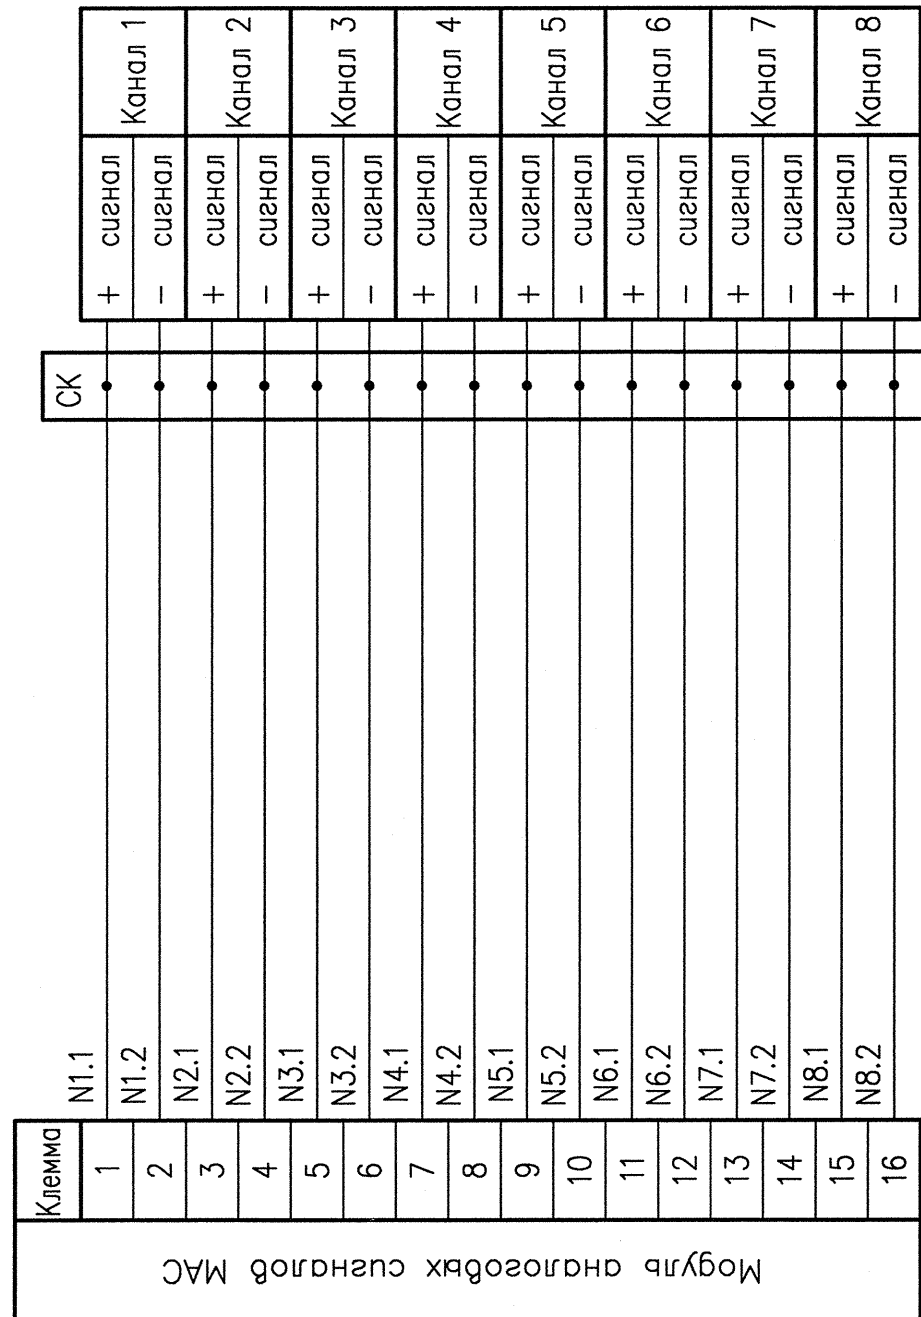 Модуль аналоговых сигналов МАС
Клемма
1
2
3
4
5
6
7
8
9
10
11
12
13
14
15
16
N1.1
N1.2
N2.1
N2.2
N3.1
N3.2
N4.1
N4.2
N5.1
N5.2
N6.1
N6.2
N7.1
N7.2
N8.1
N8.2
СК
+ сигнал
– сигнал
Канал 1
+ сигнал
– сигнал
Канал 2
+ сигнал
– сигнал
Канал 3
+ сигнал
– сигнал
Канал 4
+ сигнал
– сигнал
Канал 5
+ сигнал
– сигнал
Канал 6
+ сигнал
– сигнал
Канал 7
+ сигнал
– сигнал
Канал 8